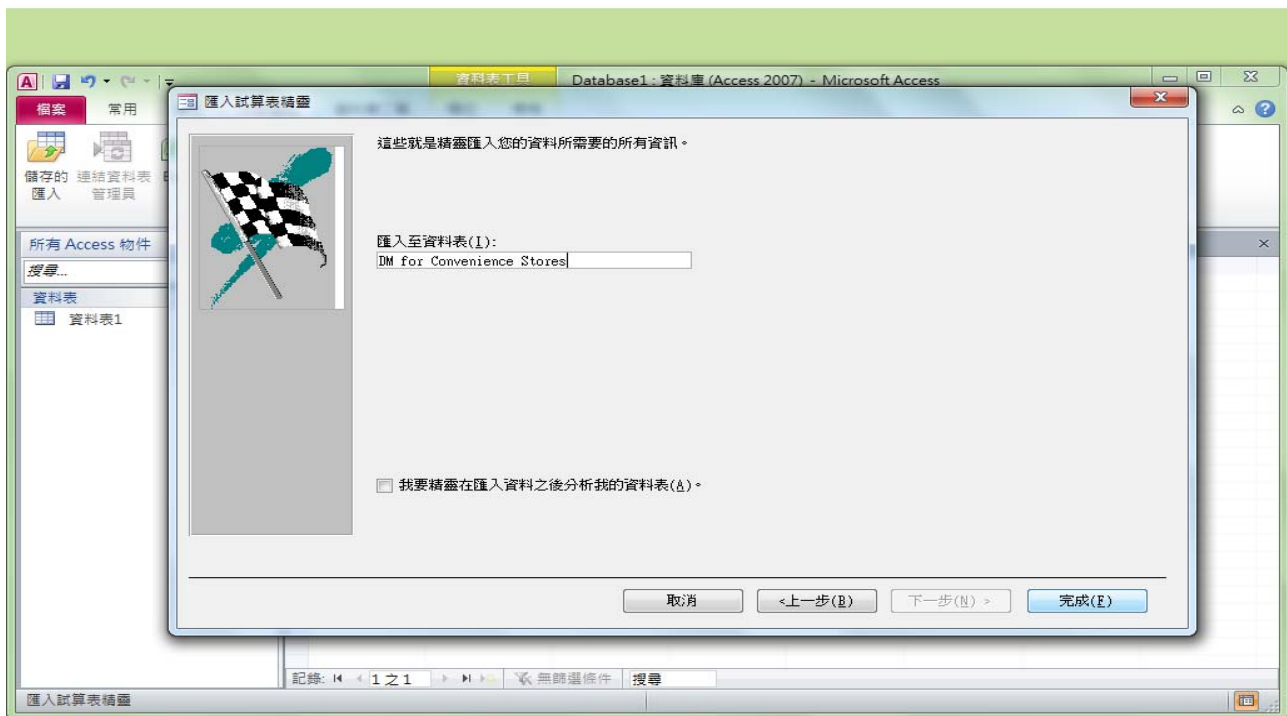 資料表工具 Database1 : 資料庫 (Access 2007) - Microsoft Access
檔案 常用
匯入試算表精靈
儲存的匯入
連結資料表管理員
所有 Access 物件
搜尋...
資料表
資料表1
這些就是精靈匯入您的資料所需要的所有資訊。
匯入至資料表(I):
DM for Convenience Stores
我要精靈在匯入資料之後分析我的資料表(A)。
取消 <上一步(B) 下一步(N) > 完成(F)
記錄: 1 之 1 無篩選條件 搜尋
匯入試算表精靈